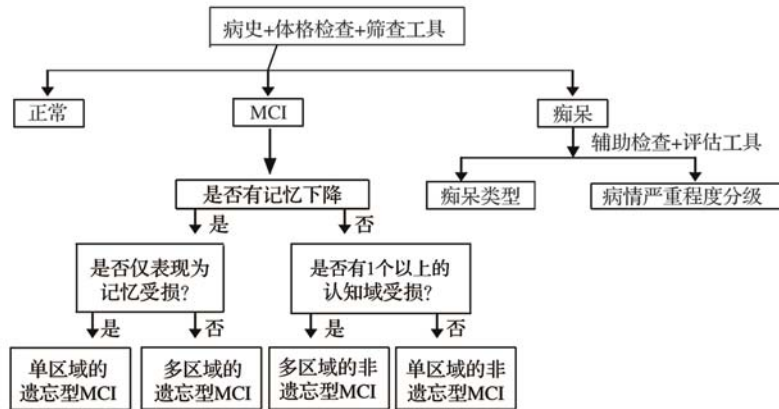 病史+体格检查+筛查工具
正常
MCI
痴呆
辅助检查+评估工具
是否有记忆下降
痴呆类型
病情严重程度分级
是
否
是否仅表现为
记忆受损?
是否有1个以上的
认知域受损?
是
否
是
否
单区域的
遗忘型MCI
多区域的
遗忘型MCI
多区域的非
遗忘型MCI
单区域的非
遗忘型MCI